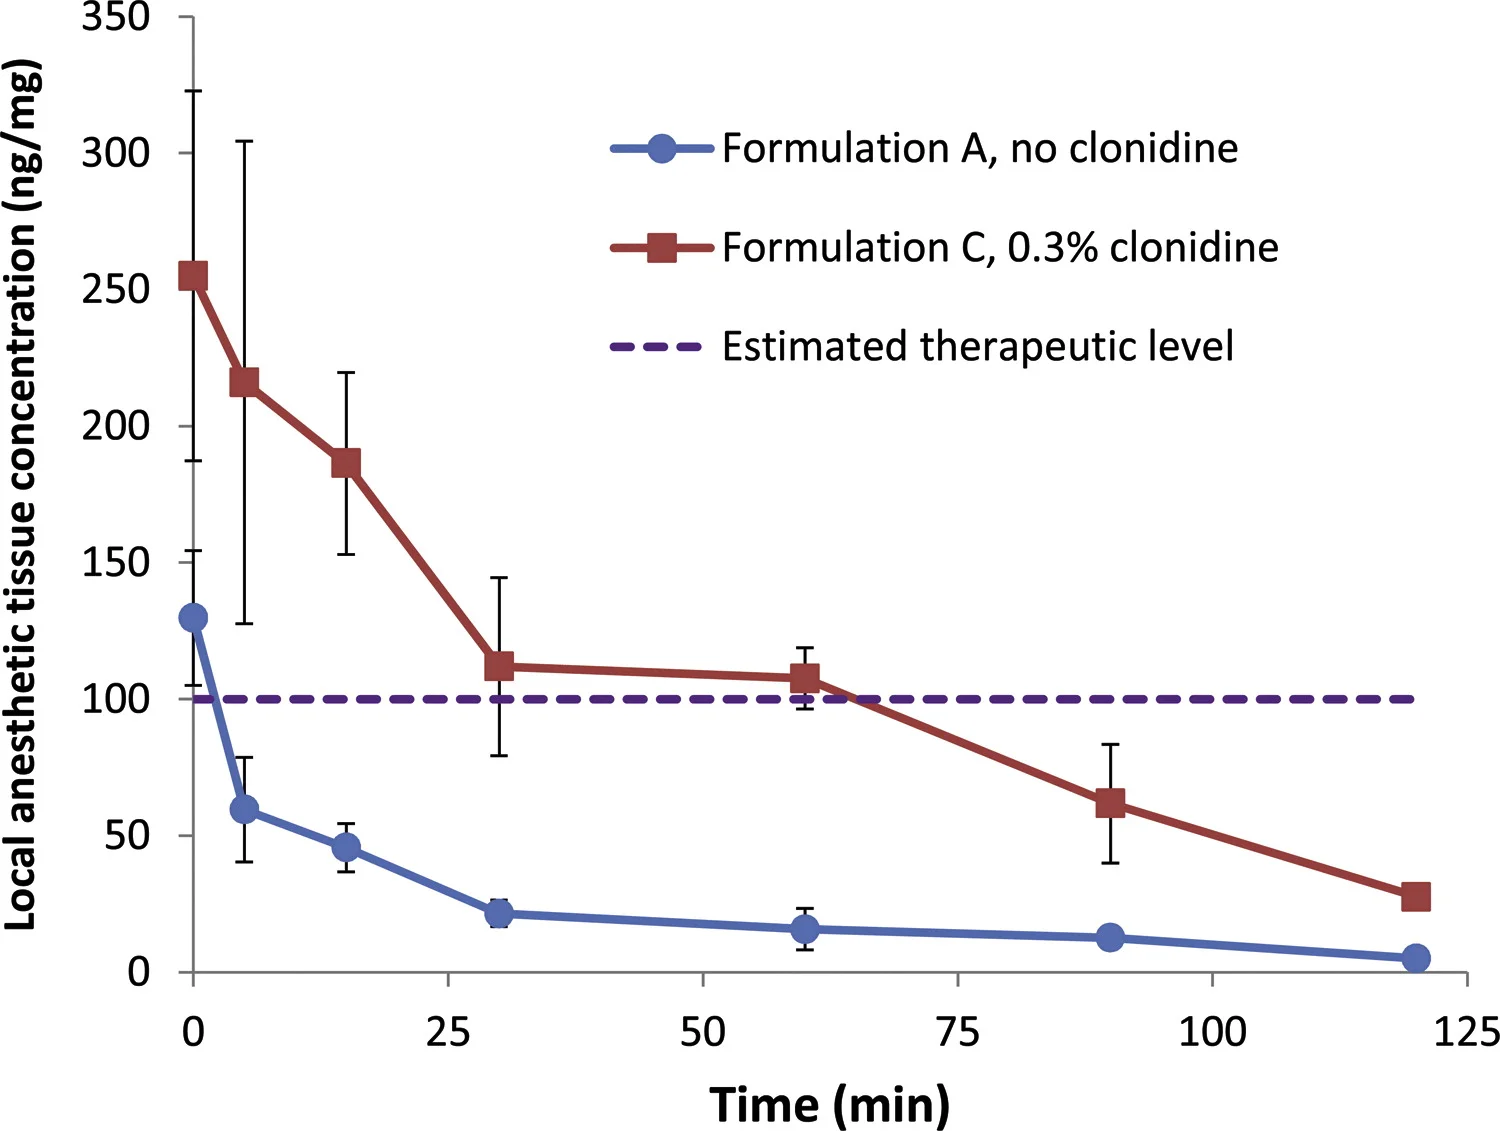 Local anesthetic tissue concentration (ng/mg)
350
300
250
200
150
100
50
0
Formulation A, no clonidine
Formulation C, 0.3% clonidine
Estimated therapeutic level
0 25 50 75 100 125
Time (min)